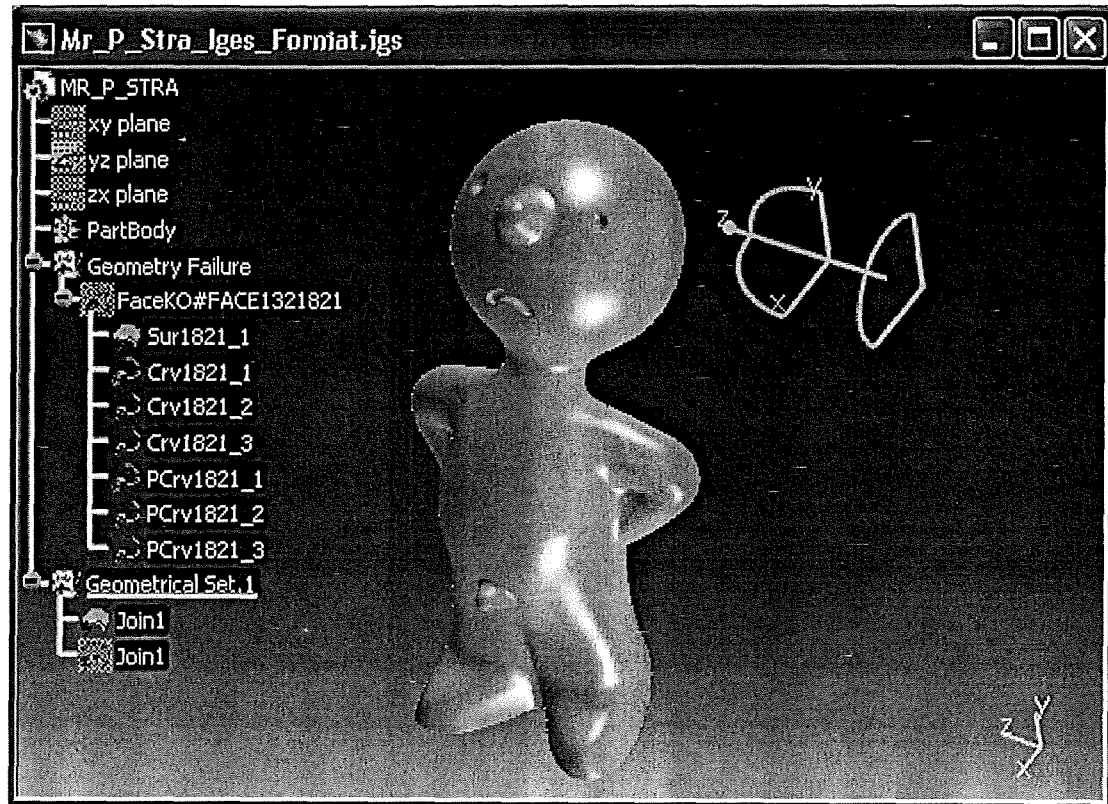 Mr_P_Stra_Iges_Format.igs
MR_P_STRA
xy plane
yz plane
zx plane
PartBody
Geometry Failure
FaceKO#FACE1321821
Sur1821_1
Crv1821_1
Crv1821_2
Crv1821_3
PCrv1821_1
PCrv1821_2
PCrv1821_3
Geometrical Set.1
Join1
Join1
Y
Z
X
Y
Z
X